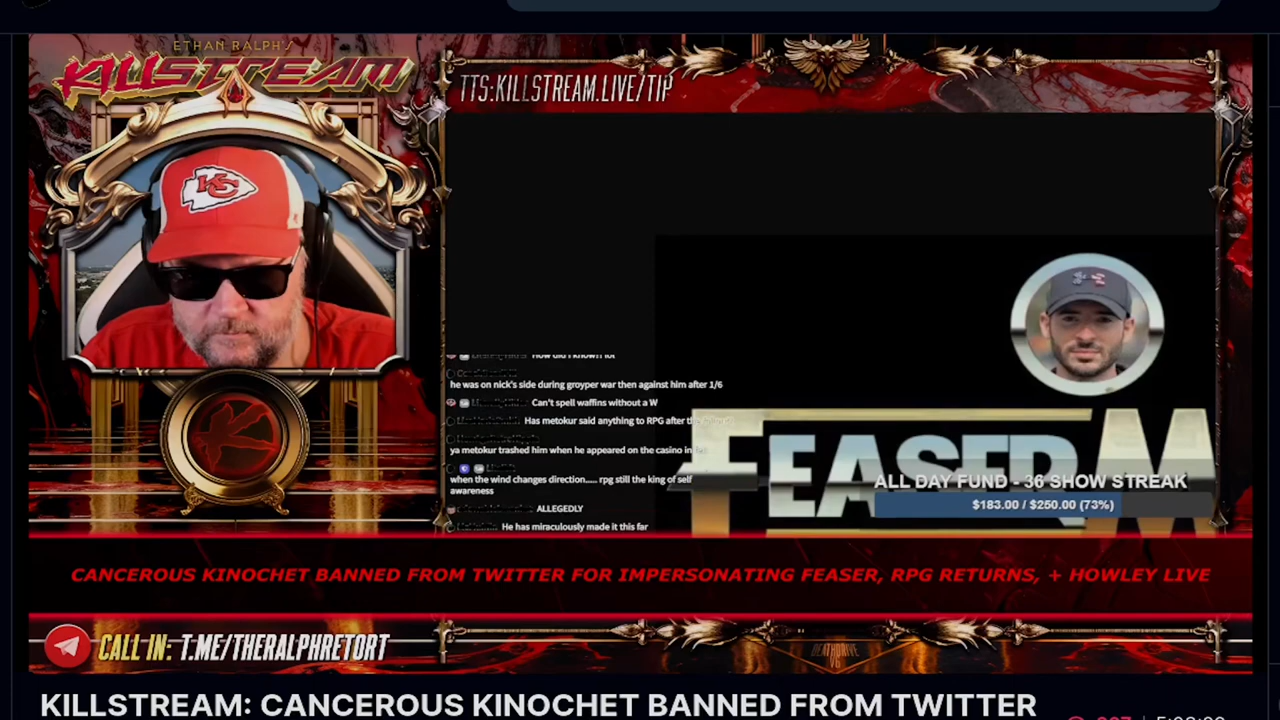 ETHAN RALPH'S
KILLSTREAM
TTS:KILLSTREAM.LIVE/TIP
KC
How did I know?! lol
he was on nick's side during groyper war then against him after 1/6
Can't spell waffins without a W
Has metokur said anything to RPG after the
ya metokur trashed him when he appeared on the casino in
when the wind changes direction..... rpg still the king of self
awareness
ALLEGEDLY
He has miraculously made it this far
FEASER M
ALL DAY FUND - 36 SHOW STREAK
$183.00 / $250.00 (73%)
CANCEROUS KINOCHET BANNED FROM TWITTER FOR IMPERSONATING FEASER, RPG RETURNS, + HOWLEY LIVE
CALL IN: T.ME/THERALPHRETORT
DEATHDRIVE
V6
KILLSTREAM: CANCEROUS KINOCHET BANNED FROM TWITTER